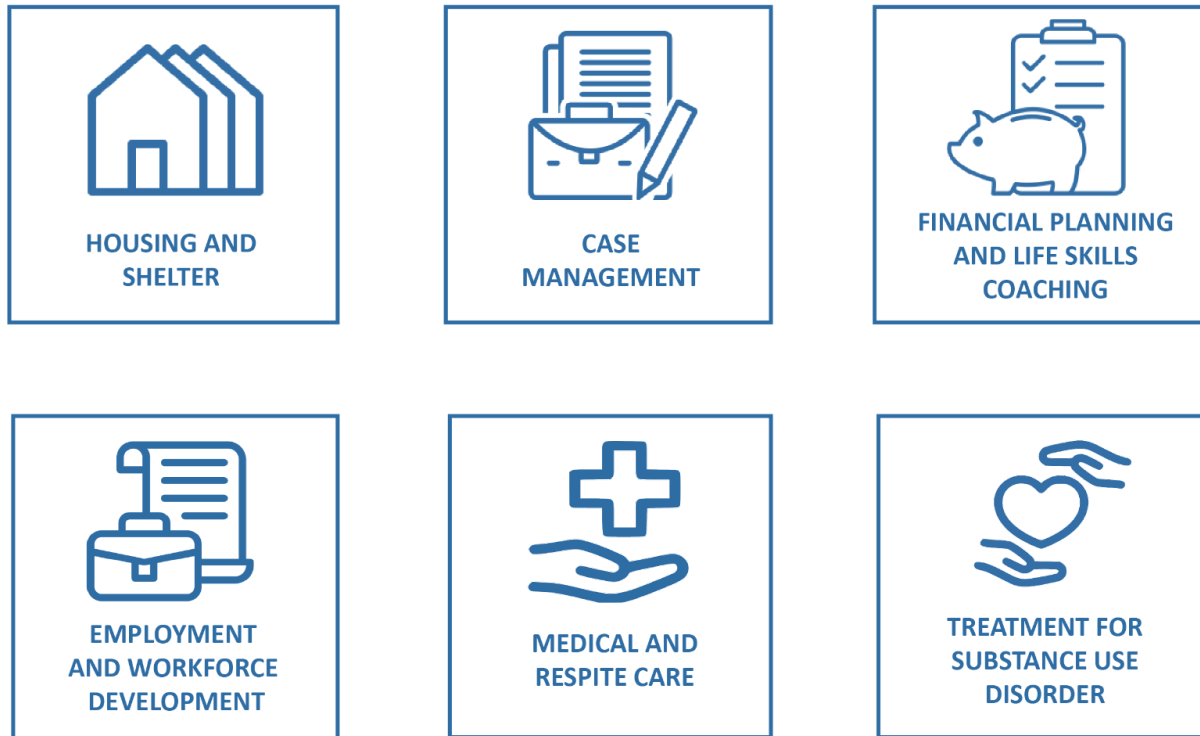 HOUSING AND
SHELTER
CASE
MANAGEMENT
FINANCIAL PLANNING
AND LIFE SKILLS
COACHING
EMPLOYMENT
AND WORKFORCE
DEVELOPMENT
MEDICAL AND
RESPITE CARE
TREATMENT FOR
SUBSTANCE USE
DISORDER